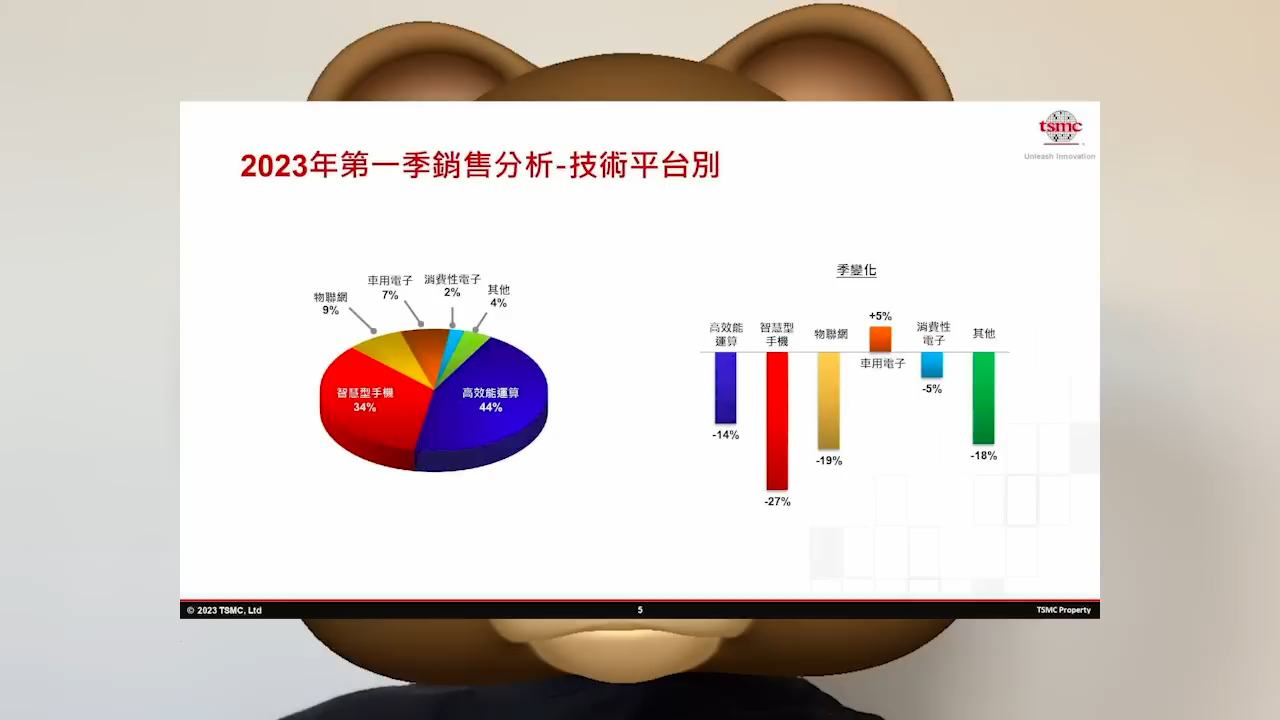 tsmc
Unleash Innovation
2023年第一季銷售分析-技術平台別
物聯網
9%
車用電子
7%
消費性電子
2%
其他
4%
智慧型手機
34%
高效能運算
44%
季變化
高效能
運算
-14%
智慧型
手機
-27%
物聯網
-19%
+5%
車用電子
消費性
電子
-5%
其他
-18%
© 2023 TSMC, Ltd
5
TSMC Property